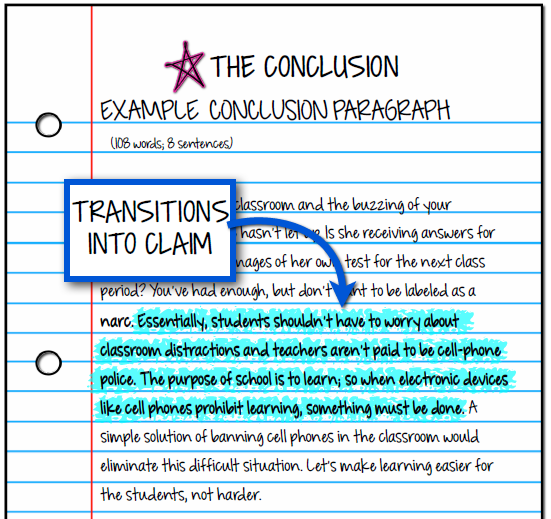 THE CONCLUSION
EXAMPLE CONCLUSION PARAGRAPH
(108 words; 8 sentences)
TRANSITIONS
INTO CLAIM
classroom and the buzzing of your
hasn't let up. Is she receiving answers for
images of her own test for the next class
period? You've had enough, but don't want to be labeled as a
narc. Essentially, students shouldn't have to worry about
classroom distractions and teachers aren't paid to be cell-phone
police. The purpose of school is to learn; so when electronic devices
like cell phones prohibit learning, something must be done. A
simple solution of banning cell phones in the classroom would
eliminate this difficult situation. Let's make learning easier for
the students, not harder.